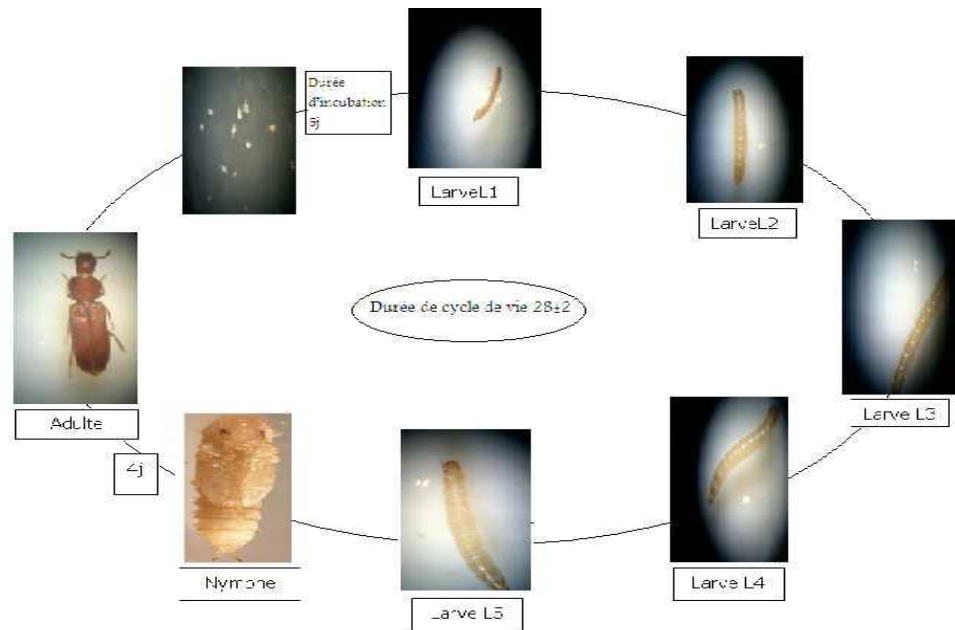 Durée
d'incubation
5j
LarveL1
LarveL2
Larve L3
Larve L4
Larve L5
Nymphe
4j
Adulte
Durée de cycle de vie 28±2